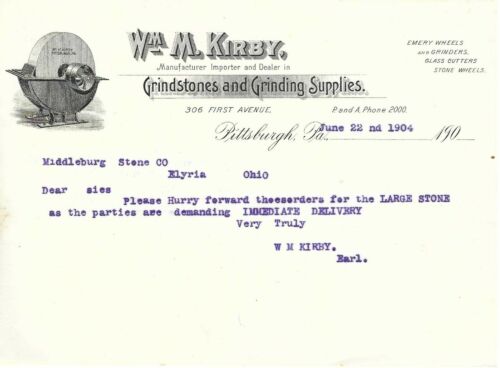 WM M. KIRBY,
Manufacturer Importer and Dealer in
Grindstones and Grinding Supplies.
EMERY WHEELS
AND GRINDERS,
GLASS CUTTERS
STONE WHEELS.
306 FIRST AVENUE,
P. and A. Phone 2000.
Pittsburgh, Pa., June 22 nd 1904 190
Middleburg Stone CO
Elyria Ohio
Dear sies
Please Hurry forward theesorders for the LARGE STONE
as the parties are demanding IMMEDIATE DELIVERY
Very Truly
W M KIRBY.
Earl.